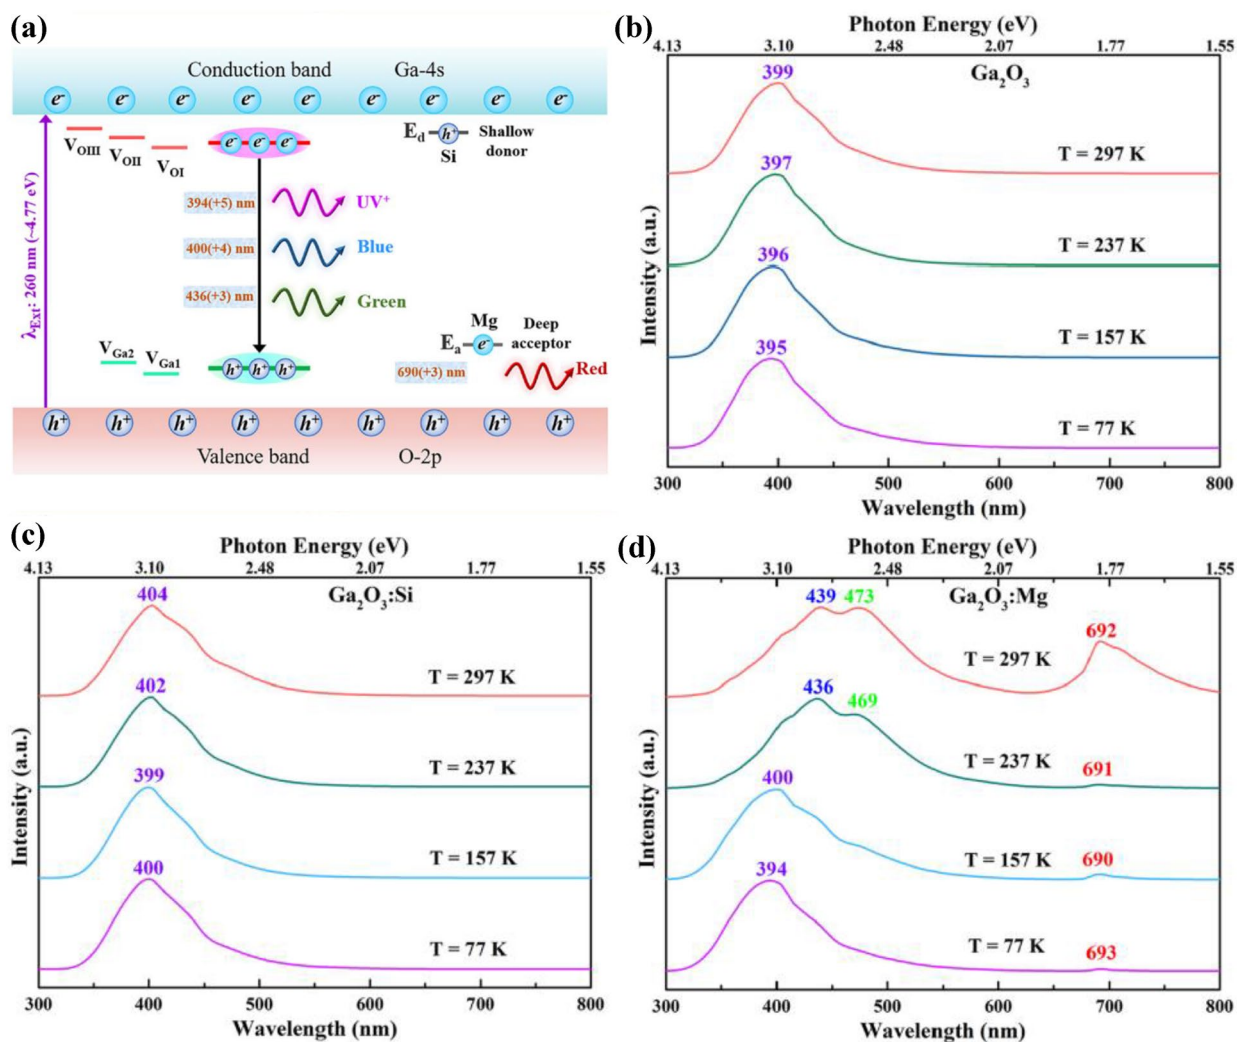 (a)
Conduction band Ga-4s
e⁻ e⁻ e⁻ e⁻ e⁻ e⁻ e⁻ e⁻ e⁻
V_OIII V_OII V_OI
e⁻ e⁻ e⁻
E_d h⁺ Shallow
Si donor
λ_Ext: 260 nm (~4.77 eV)
394(+5) nm UV⁺
400(+4) nm Blue
436(+3) nm Green
Mg Deep
E_a e⁻ acceptor
690(+3) nm Red
V_Ga2 V_Ga1
h⁺ h⁺ h⁺
h⁺ h⁺ h⁺ h⁺ h⁺ h⁺ h⁺ h⁺ h⁺
Valence band O-2p
(b)
Photon Energy (eV)
4.13 3.10 2.48 2.07 1.77 1.55
Ga₂O₃
399
T = 297 K
397
T = 237 K
396
T = 157 K
395
T = 77 K
Intensity (a.u.)
300 400 500 600 700 800
Wavelength (nm)
(c)
Photon Energy (eV)
4.13 3.10 2.48 2.07 1.77 1.55
Ga₂O₃:Si
404
T = 297 K
402
T = 237 K
399
T = 157 K
400
T = 77 K
Intensity (a.u.)
300 400 500 600 700 800
Wavelength (nm)
(d)
Photon Energy (eV)
4.13 3.10 2.48 2.07 1.77 1.55
Ga₂O₃:Mg
439 473 692
T = 297 K
436 469 691
T = 237 K
400 690
T = 157 K
394 693
T = 77 K
Intensity (a.u.)
300 400 500 600 700 800
Wavelength (nm)